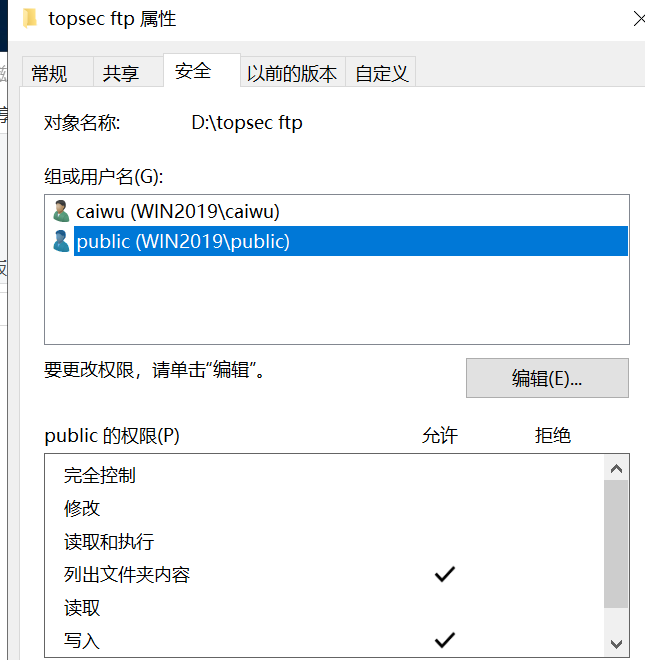 topsec ftp 属性
常规 共享 安全 以前的版本 自定义
对象名称: D:\topsec ftp
组或用户名(G):
caiwu (WIN2019\caiwu)
public (WIN2019\public)
要更改权限，请单击“编辑”。
编辑(E)...
public 的权限(P) 允许 拒绝
完全控制
修改
读取和执行
列出文件夹内容
读取
写入